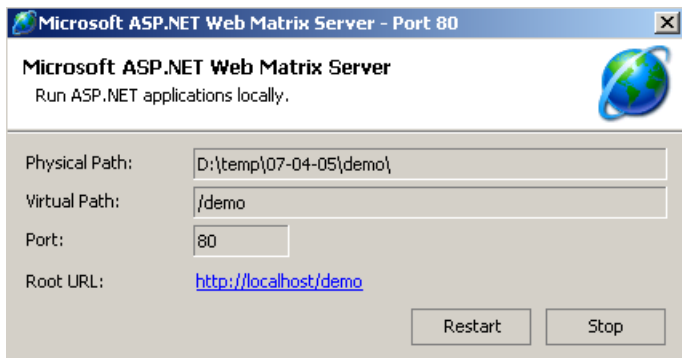 Microsoft ASP.NET Web Matrix Server - Port 80
Microsoft ASP.NET Web Matrix Server
Run ASP.NET applications locally.
Physical Path: D:\temp\07-04-05\demo\
Virtual Path: /demo
Port: 80
Root URL: http://localhost/demo
Restart Stop